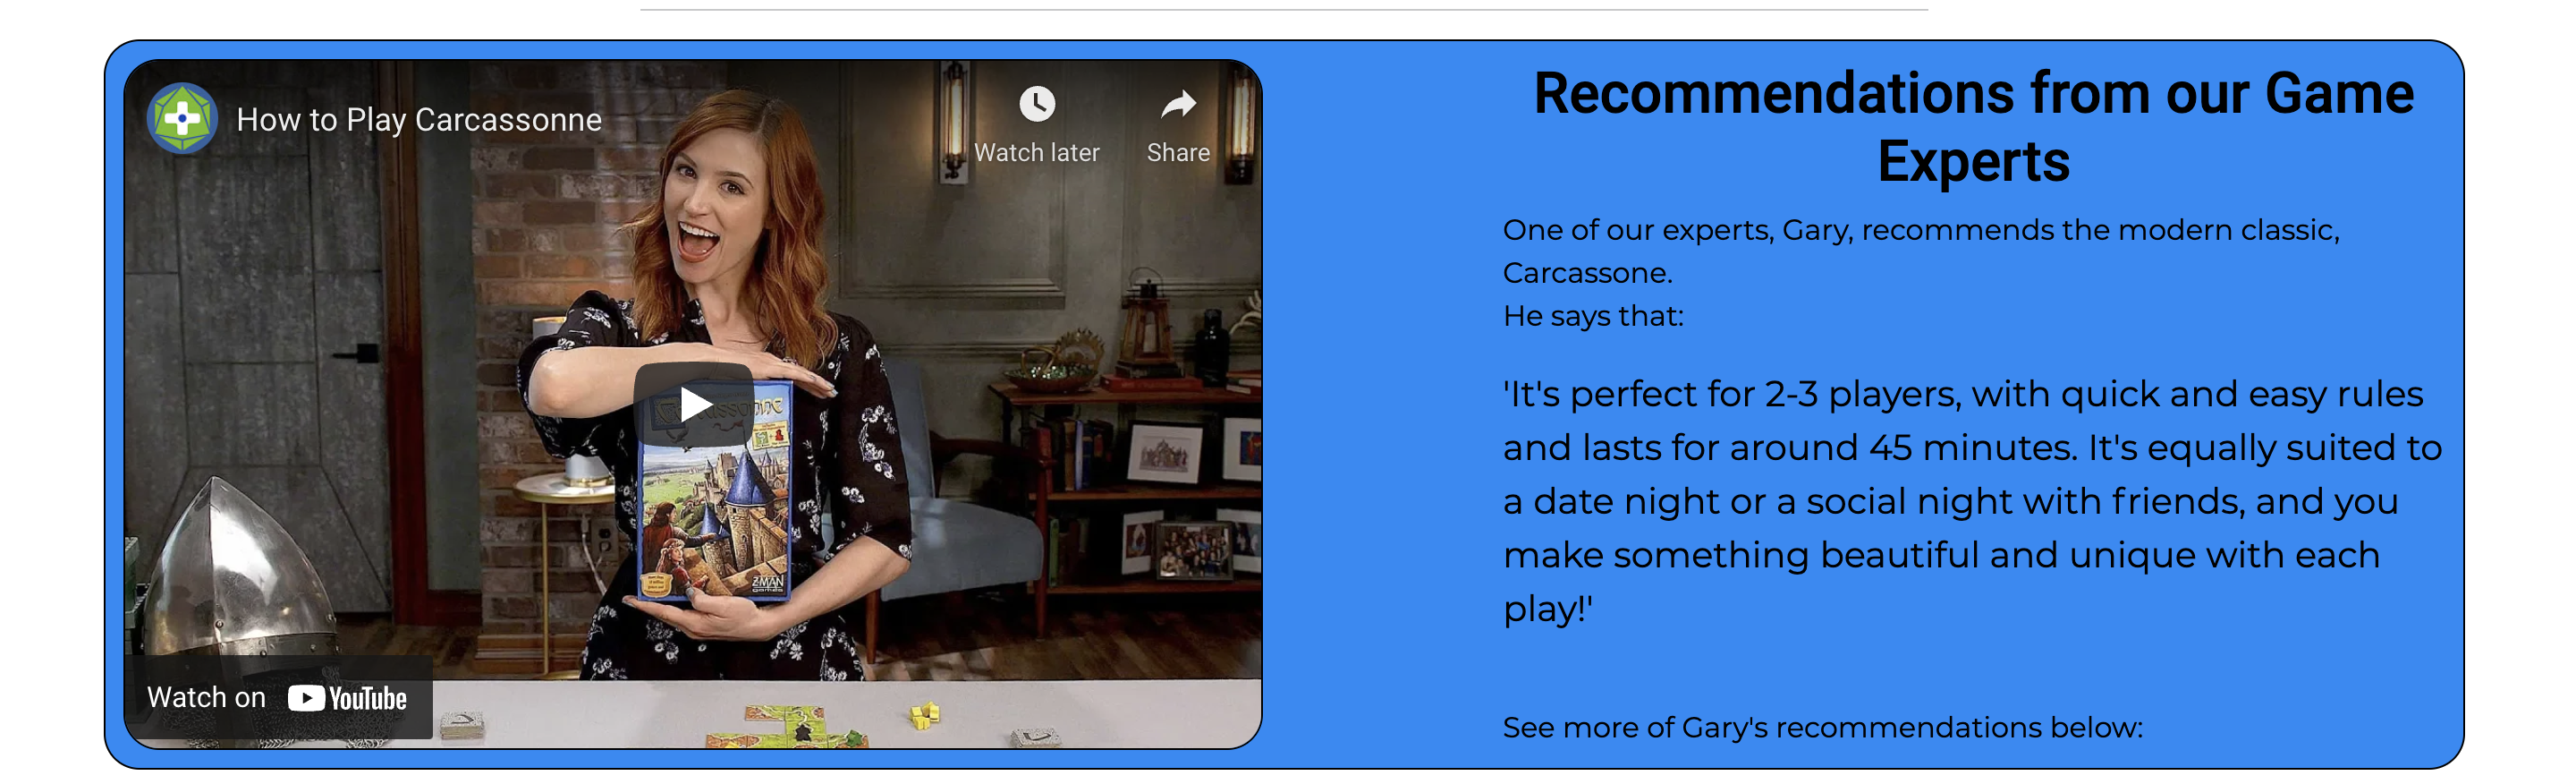 How to Play Carcassonne
Watch later
Share
Carcassonne
Z-MAN
games
Watch on YouTube
Recommendations from our Game
Experts
One of our experts, Gary, recommends the modern classic,
Carcassone.
He says that:
'It's perfect for 2-3 players, with quick and easy rules
and lasts for around 45 minutes. It's equally suited to
a date night or a social night with friends, and you
make something beautiful and unique with each
play!'
See more of Gary's recommendations below: